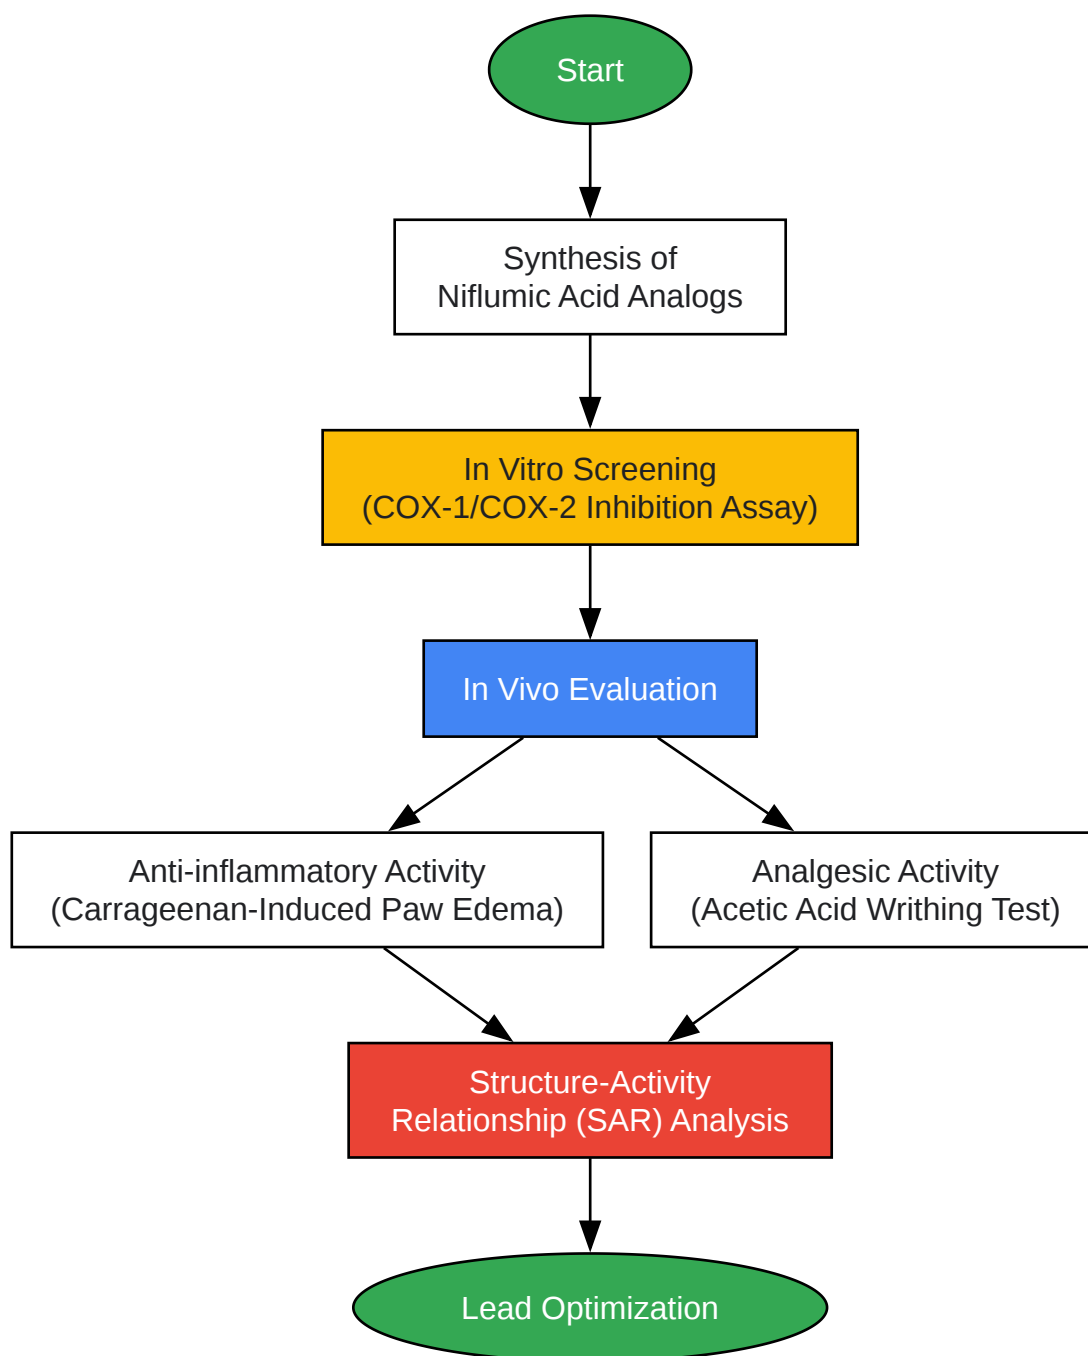 Start
Synthesis of
Niflumic Acid Analogs
In Vitro Screening
(COX-1/COX-2 Inhibition Assay)
In Vivo Evaluation
Anti-inflammatory Activity
(Carrageenan-Induced Paw Edema)
Analgesic Activity
(Acetic Acid Writhing Test)
Structure-Activity
Relationship (SAR) Analysis
Lead Optimization